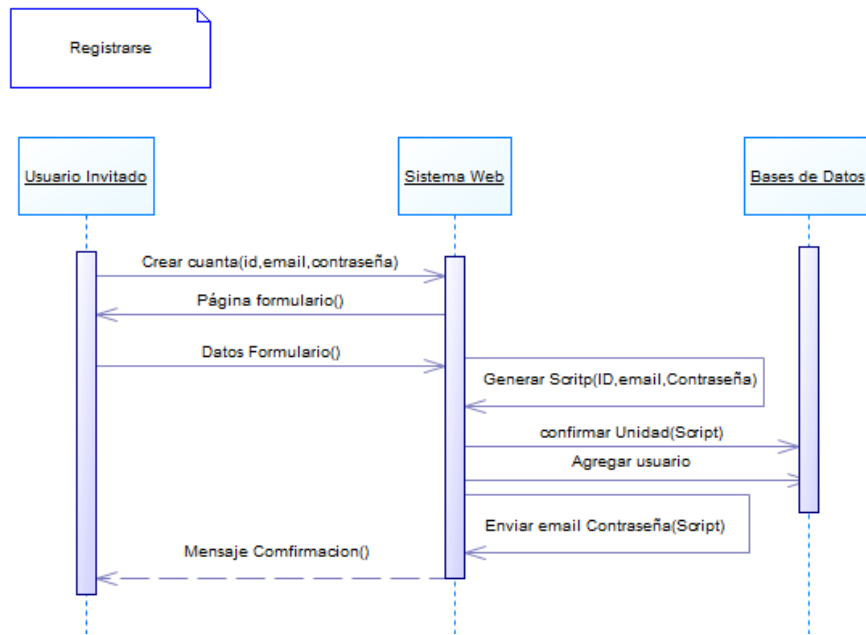 Registrarse
Usuario Invitado
Sistema Web
Bases de Datos
Crear cuanta(id,email,contraseña)
Página formulario()
Datos Formulario()
Generar Scritp(ID,email,Contraseña)
confirmar Unidad(Script)
Agregar usuario
Enviar email Contraseña(Script)
Mensaje Comfirmacion()